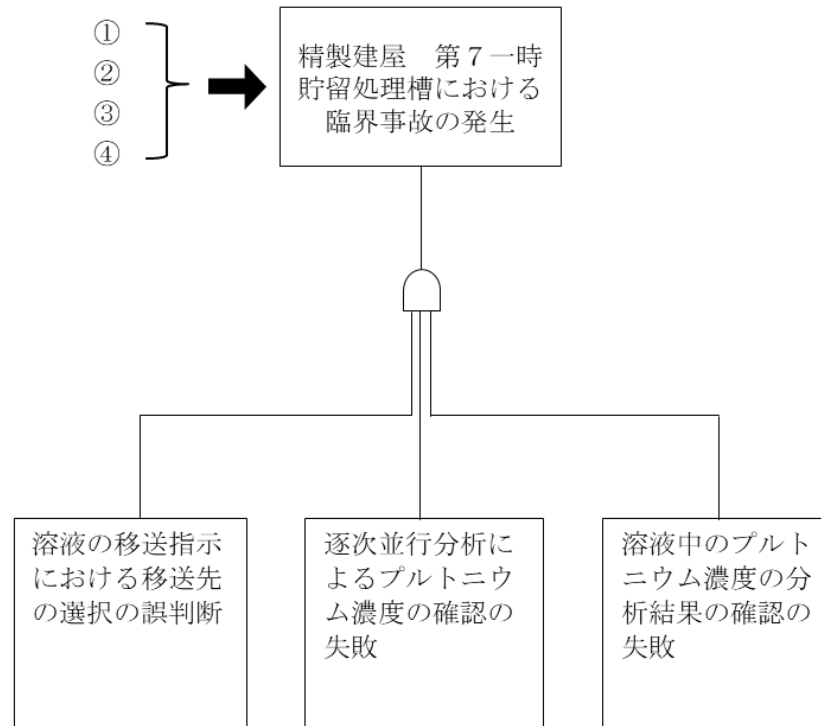 ①
②
③
④
精製建屋　第７一時
貯留処理槽における
臨界事故の発生
溶液の移送指示
における移送先
の選択の誤判断
逐次並行分析に
よるプルトニウ
ム濃度の確認の
失敗
溶液中のプルト
ニウム濃度の分
析結果の確認の
失敗